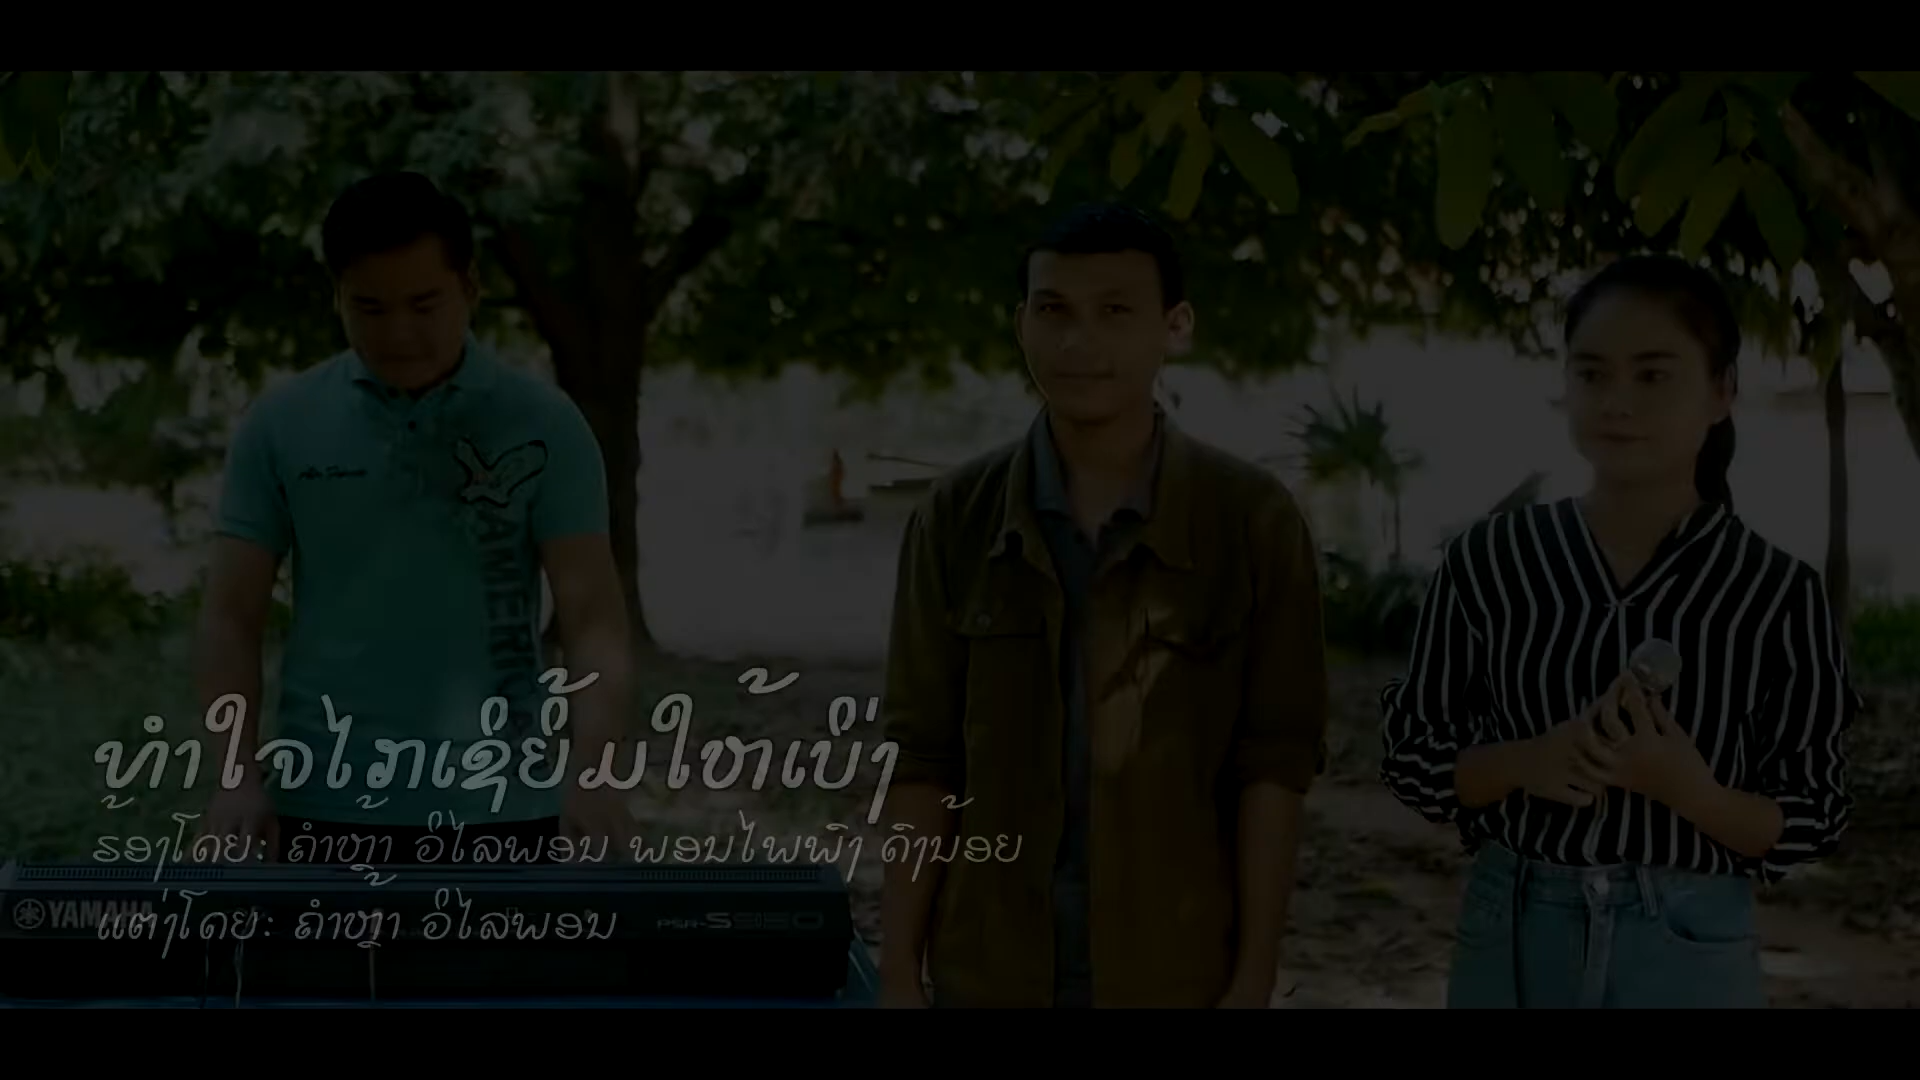 ທຳໃຈໄກເຊຍິ້ມໃຫ້ເບິ່ງ
ຮ້ອງໂດຍ: ຄຳຫຼ້າ ອໍໄລພອນ ພອນໄພພົງ ດົງນ້ອຍ
ແຕ່ງໂດຍ: ຄຳຫຼ້າ ອໍໄລພອນ
AMERIC
YAMAHA
PSR-S950